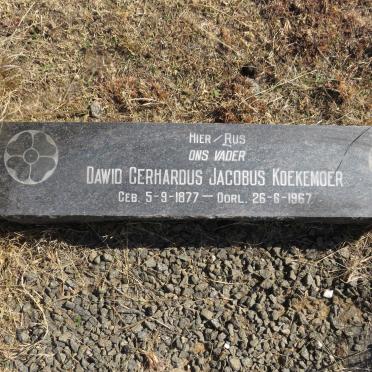 HIER RUS
ONS VADER
DAWID GERHARDUS JACOBUS KOEKEMOER
GEB. 5-9-1877 — OORL. 26-6-1967